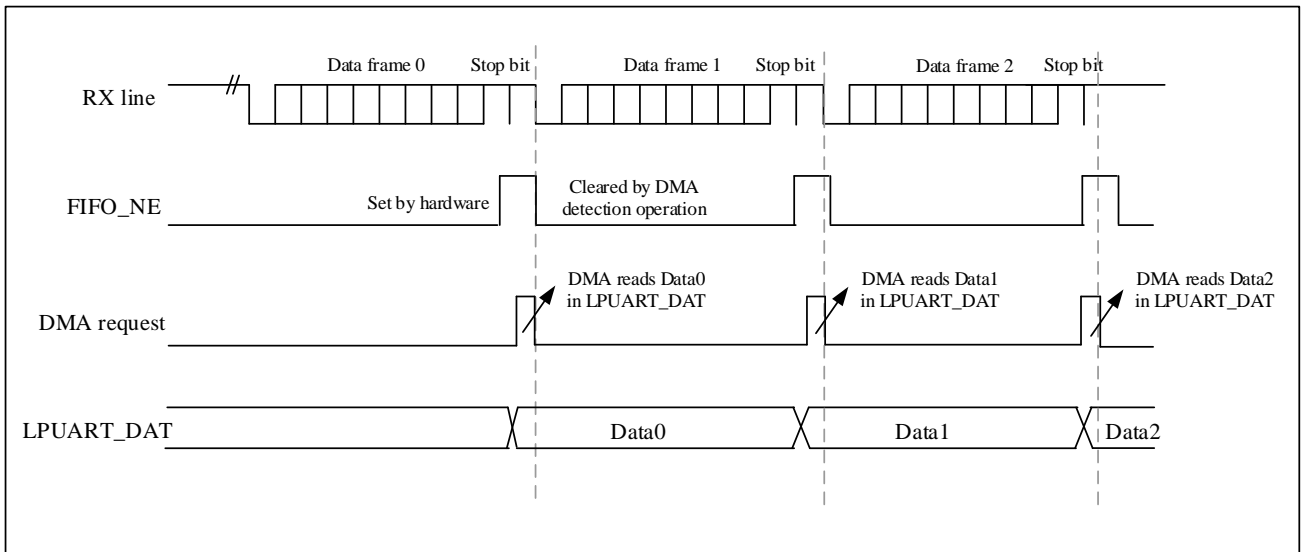 Data frame 0
Stop bit
Data frame 1
Stop bit
Data frame 2
Stop bit
RX line
FIFO_NE
Set by hardware
Cleared by DMA
detection operation
DMA request
DMA reads Data0
in LPUART_DAT
DMA reads Data1
in LPUART_DAT
DMA reads Data2
in LPUART_DAT
LPUART_DAT
Data0
Data1
Data2